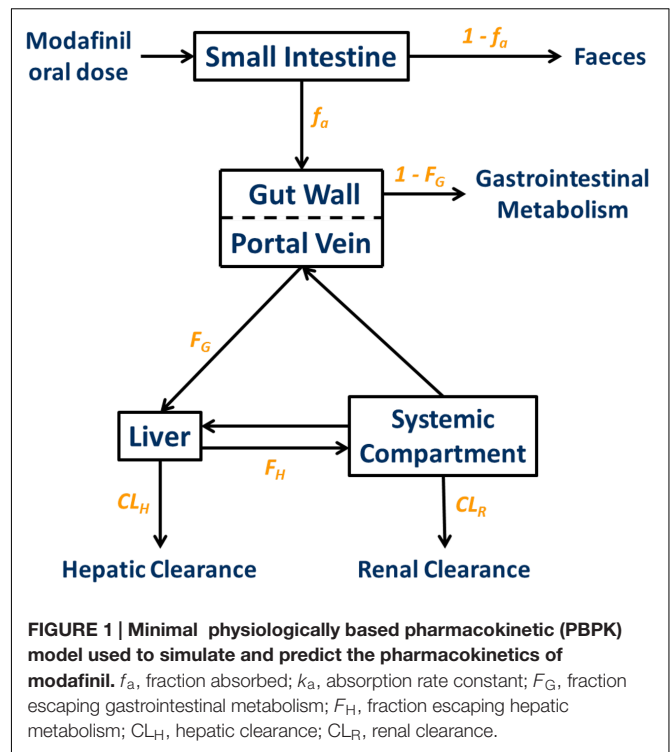 Modafinil
oral dose
Small Intestine
1 - fa
Faeces
fa
Gut Wall
Portal Vein
1 - FG
Gastrointestinal
Metabolism
FG
Liver
Systemic
Compartment
FH
CLH
CLR
Hepatic Clearance
Renal Clearance
FIGURE 1 | Minimal physiologically based pharmacokinetic (PBPK)
model used to simulate and predict the pharmacokinetics of
modafinil. fa, fraction absorbed; ka, absorption rate constant; FG, fraction
escaping gastrointestinal metabolism; FH, fraction escaping hepatic
metabolism; CLH, hepatic clearance; CLR, renal clearance.